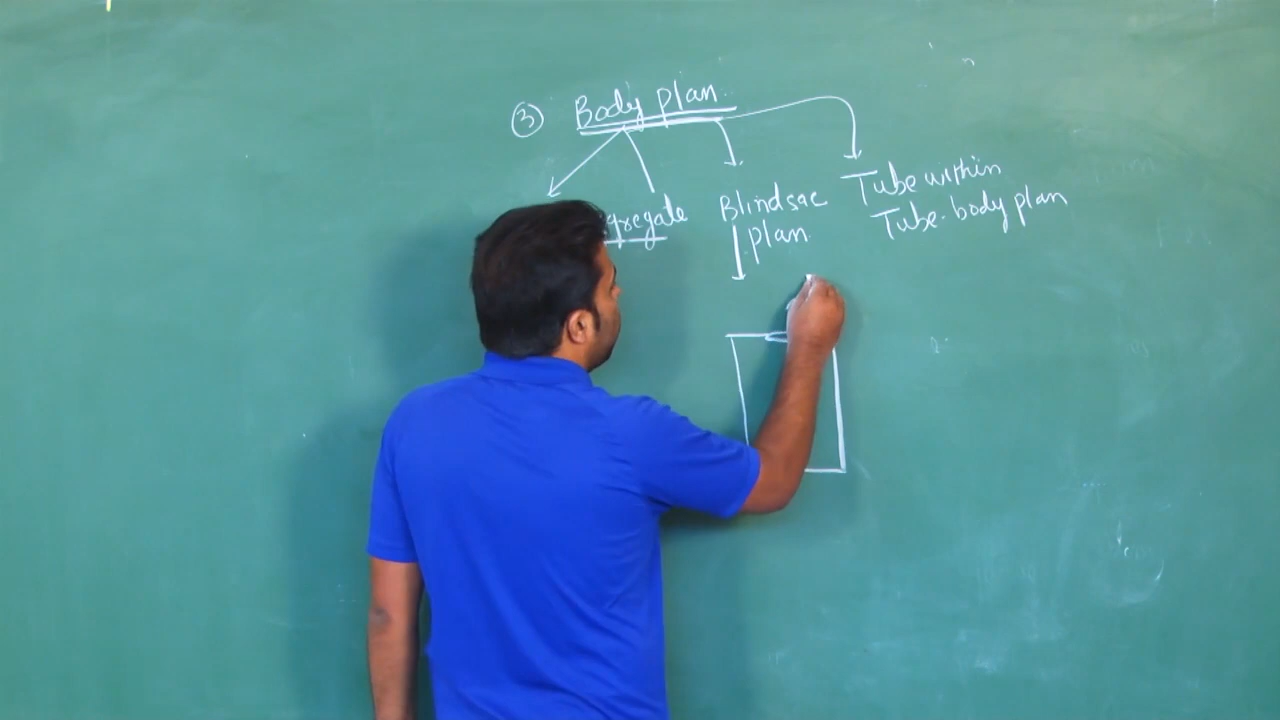 ③ Body plan.
gregate
Blindsac
plan.
Tube within
Tube-body plan